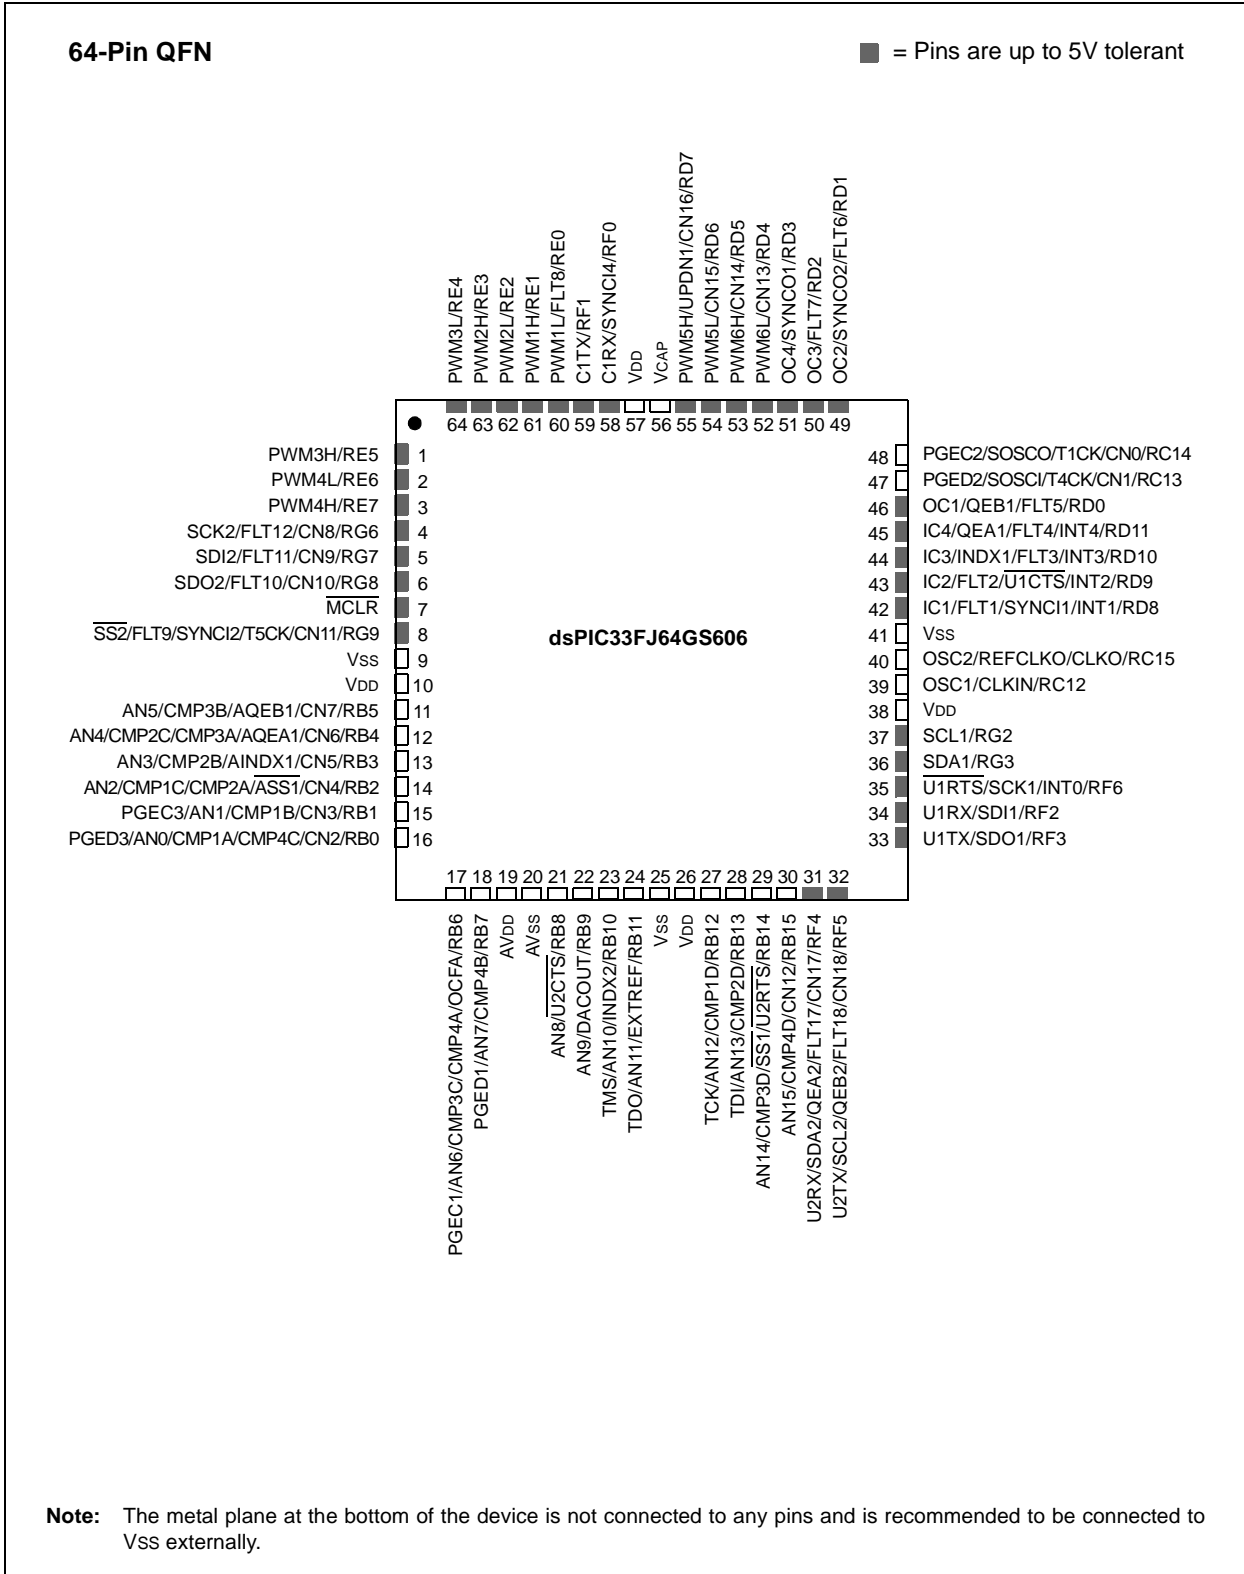 64-Pin QFN
= Pins are up to 5V tolerant
PWM3L/RE4
PWM2H/RE3
PWM2L/RE2
PWM1H/RE1
PWM1L/FLT8/RE0
C1TX/RF1
C1RX/SYNCI4/RF0
VDD
VCAP
PWM5H/UPDN1/CN16/RD7
PWM5L/CN15/RD6
PWM6H/CN14/RD5
PWM6L/CN13/RD4
OC4/SYNCO1/RD3
OC3/FLT7/RD2
OC2/SYNCO2/FLT6/RD1
64 63 62 61 60 59 58 57 56 55 54 53 52 51 50 49
PWM3H/RE5 1
PWM4L/RE6 2
PWM4H/RE7 3
SCK2/FLT12/CN8/RG6 4
SDI2/FLT11/CN9/RG7 5
SDO2/FLT10/CN10/RG8 6
MCLR 7
SS2/FLT9/SYNCI2/T5CK/CN11/RG9 8
VSS 9
VDD 10
AN5/CMP3B/AQEB1/CN7/RB5 11
AN4/CMP2C/CMP3A/AQEA1/CN6/RB4 12
AN3/CMP2B/AINDX1/CN5/RB3 13
AN2/CMP1C/CMP2A/ASS1/CN4/RB2 14
PGEC3/AN1/CMP1B/CN3/RB1 15
PGED3/AN0/CMP1A/CMP4C/CN2/RB0 16
dsPIC33FJ64GS606
48 PGEC2/SOSCO/T1CK/CN0/RC14
47 PGED2/SOSCI/T4CK/CN1/RC13
46 OC1/QEB1/FLT5/RD0
45 IC4/QEA1/FLT4/INT4/RD11
44 IC3/INDX1/FLT3/INT3/RD10
43 IC2/FLT2/U1CTS/INT2/RD9
42 IC1/FLT1/SYNCI1/INT1/RD8
41 VSS
40 OSC2/REFCLKO/CLKO/RC15
39 OSC1/CLKIN/RC12
38 VDD
37 SCL1/RG2
36 SDA1/RG3
35 U1RTS/SCK1/INT0/RF6
34 U1RX/SDI1/RF2
33 U1TX/SDO1/RF3
17 18 19 20 21 22 23 24 25 26 27 28 29 30 31 32
PGEC1/AN6/CMP3C/CMP4A/OCFA/RB6
PGED1/AN7/CMP4B/RB7
AVDD
AVSS
AN8/U2CTS/RB8
AN9/DACOUT/RB9
TMS/AN10/INDX2/RB10
TDO/AN11/EXTREF/RB11
VSS
VDD
TCK/AN12/CMP1D/RB12
TDI/AN13/CMP2D/RB13
AN14/CMP3D/SS1/U2RTS/RB14
AN15/CMP4D/CN12/RB15
U2RX/SDA2/QEA2/FLT17/CN17/RF4
U2TX/SCL2/QEB2/FLT18/CN18/RF5
Note: The metal plane at the bottom of the device is not connected to any pins and is recommended to be connected to
VSS externally.